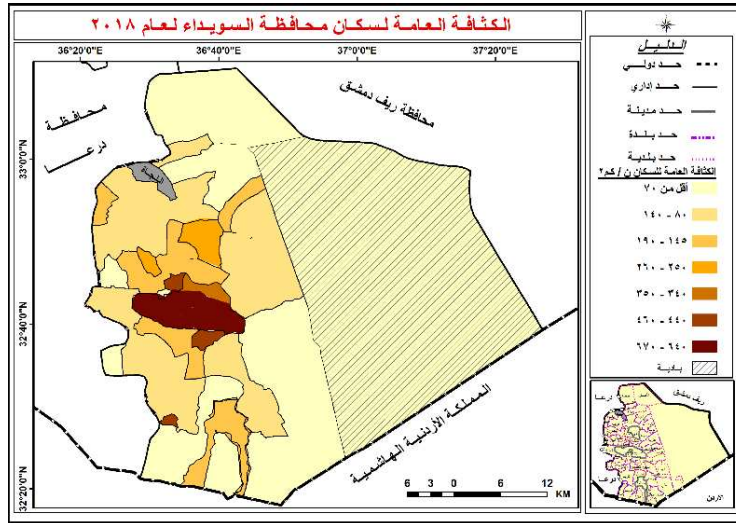 الكثافة العامة لسكان محافظة السويداء لعام ٢٠١٨
36°20'0"E
36°40'0"E
37°0'0"E
37°20'0"E
33°0'0"N
32°40'0"N
32°20'0"N
محافظة
درعا
محافظة ريف دمشق
اللجاة
المملكة الأردنية الهاشمية
6 3 0 6 12
KM
الدليل
حد دولي
حد إداري
حد مدينة
حد بلدة
حد بلدية
الكثافة العامة للسكان ن / كم٢
أقل من ٧٠
٨٠ - ١٤٠
١٤٥ - ١٩٠
٢٥٠ - ٢٦٠
٣٤٠ - ٣٥٠
٤٤٠ - ٤٦٠
٦٤٠ - ٦٧٠
بادية
ريف دمشق
درعا
درعا
الأردن